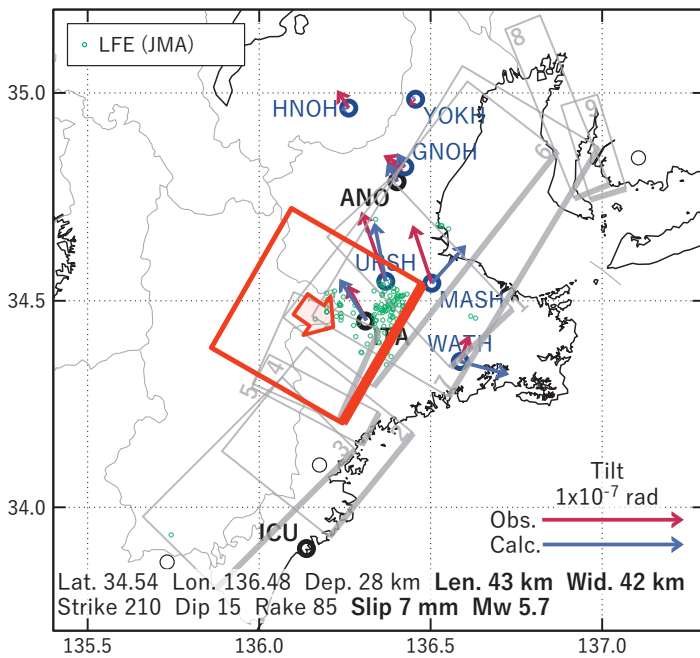 LFE (JMA)
8
35.0
HNOH
YOKH
9
GNOH
6
ANO
URSH
34.5
MASH
1
ITA
WATH
4
5
7
3
2
Tilt
1x10⁻⁷ rad
34.0
ICU
Obs.
Calc.
Lat. 34.54 Lon. 136.48 Dep. 28 km Len. 43 km Wid. 42 km
Strike 210 Dip 15 Rake 85 Slip 7 mm Mw 5.7
135.5 136.0 136.5 137.0